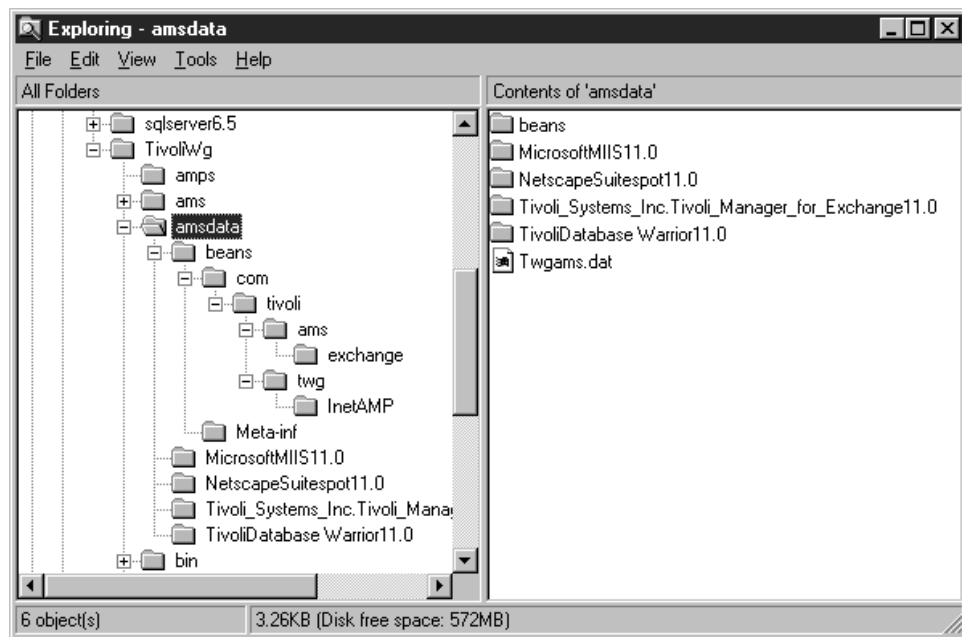 Exploring - amsdata
File Edit View Tools Help
All Folders
Contents of 'amsdata'
sqlserver6.5
TivoliWg
amps
ams
amsdata
beans
com
tivoli
ams
exchange
twg
InetAMP
Meta-inf
MicrosoftMIIS11.0
NetscapeSuitespot11.0
Tivoli_Systems_Inc.Tivoli_Mana
TivoliDatabase Warrior11.0
bin
beans
MicrosoftMIIS11.0
NetscapeSuitespot11.0
Tivoli_Systems_Inc.Tivoli_Manager_for_Exchange11.0
TivoliDatabase Warrior11.0
Twgams.dat
6 object(s)
3.26KB (Disk free space: 572MB)